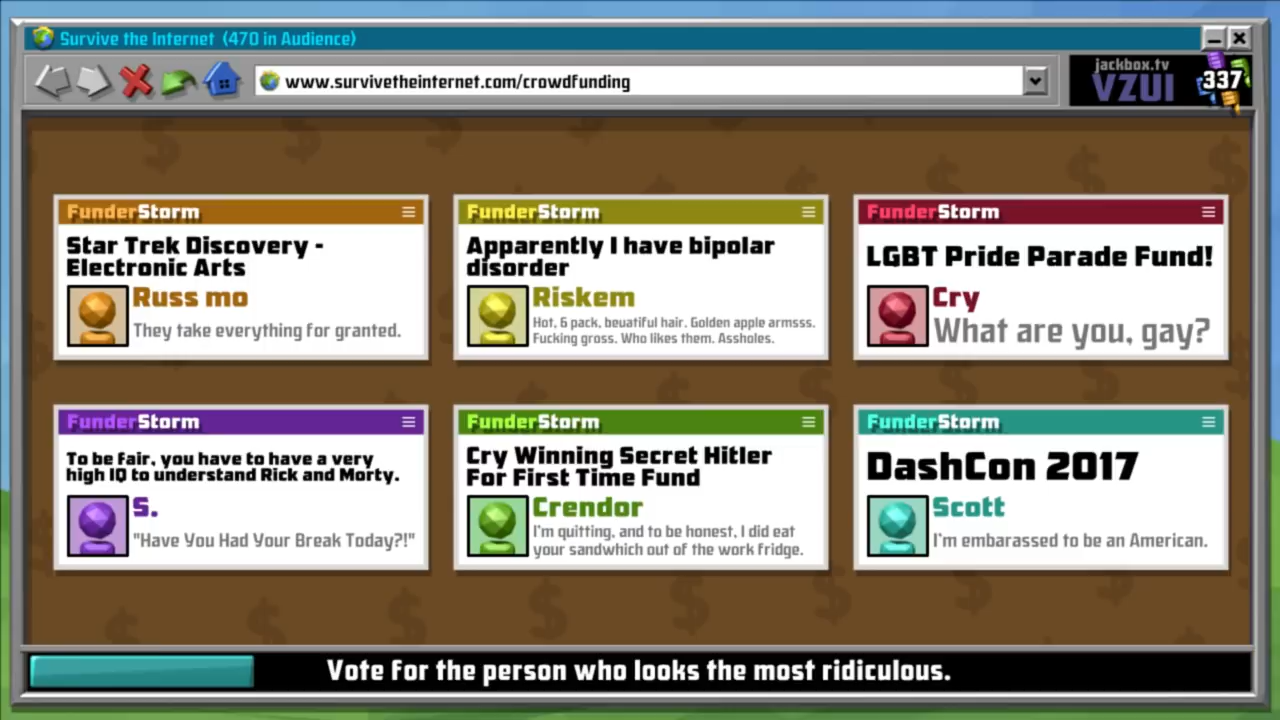 Survive the Internet (470 in Audience)
www.survivetheinternet.com/crowdfunding
jackbox.tv
VZUI
337
FunderStorm
Star Trek Discovery -
Electronic Arts
Russ mo
They take everything for granted.
FunderStorm
Apparently I have bipolar
disorder
Riskem
Hot, 6 pack, beuatiful hair. Golden apple armsss.
Fucking gross. Who likes them. Assholes.
FunderStorm
LGBT Pride Parade Fund!
Cry
What are you, gay?
FunderStorm
To be fair, you have to have a very
high IQ to understand Rick and Morty.
S.
"Have You Had Your Break Today?!"
FunderStorm
Cry Winning Secret Hitler
For First Time Fund
Crendor
I'm quitting, and to be honest, I did eat
your sandwhich out of the work fridge.
FunderStorm
DashCon 2017
Scott
I'm embarassed to be an American.
Vote for the person who looks the most ridiculous.